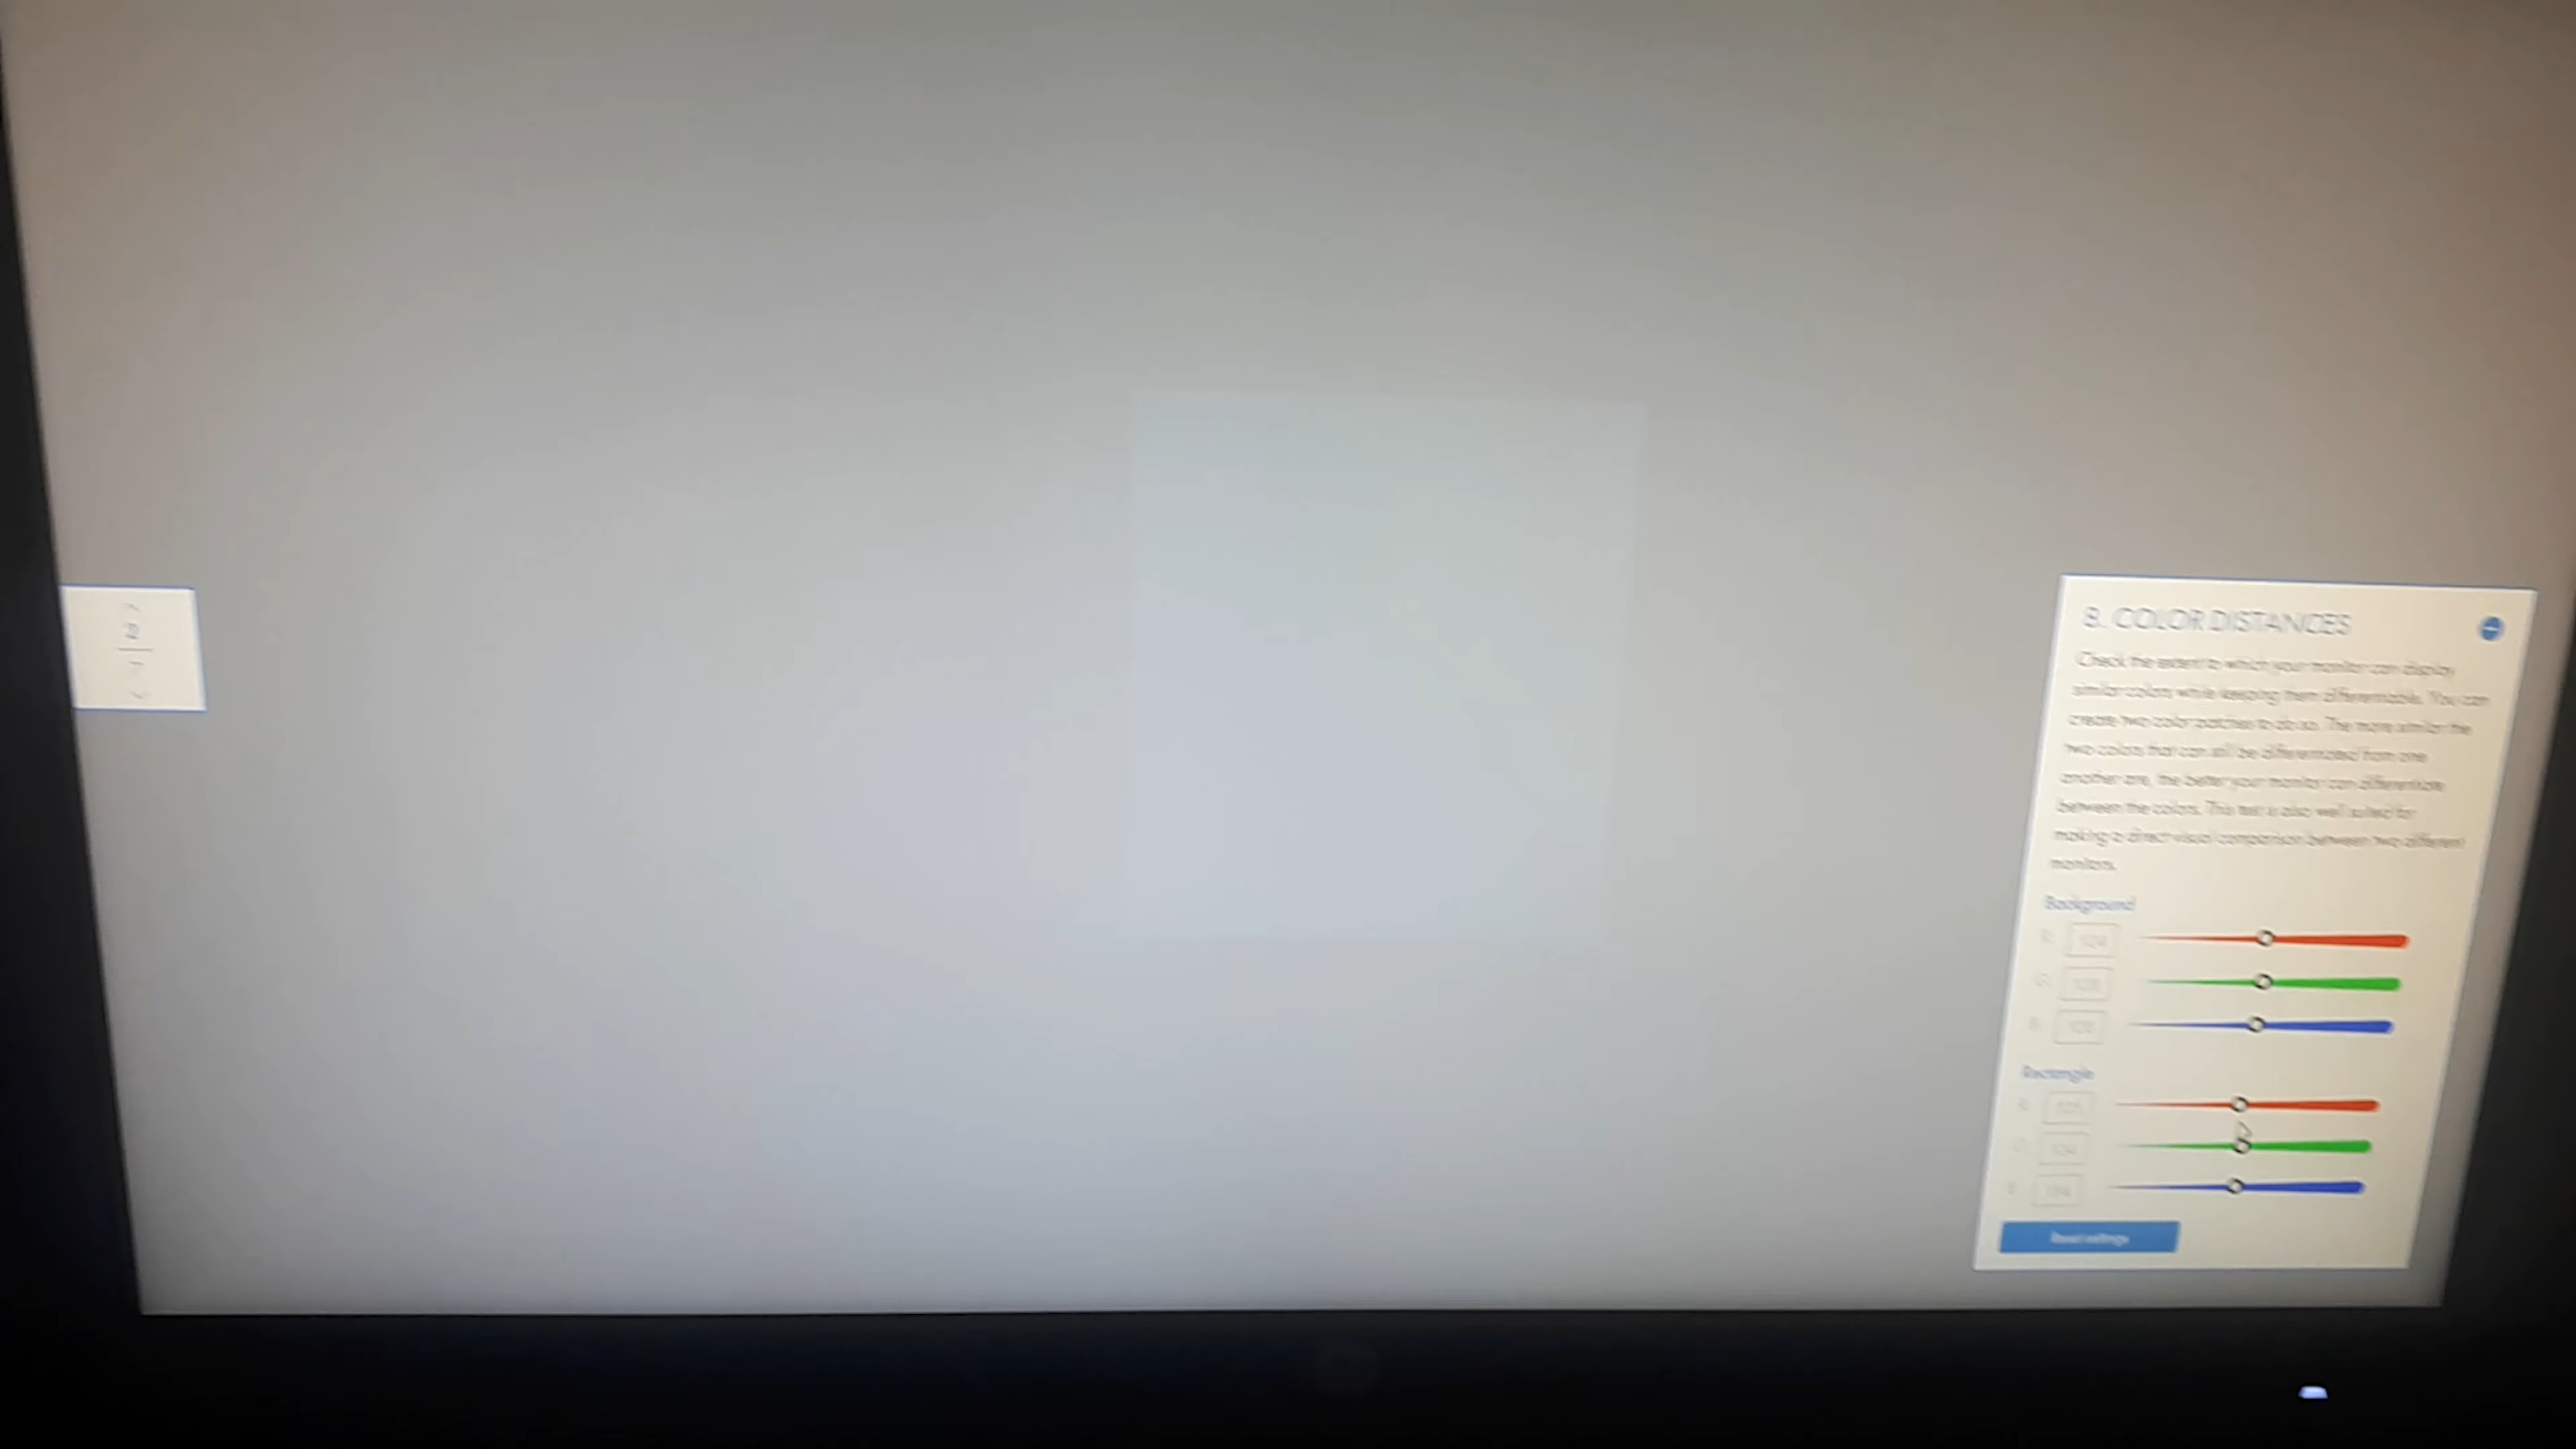 8. COLOR DISTANCES
Check the extent to which your monitor can display
similar colors while keeping them differentiable. You can
create two color patches to do so. The more similar the
two colors that can still be differentiated from one
another are, the better your monitor can differentiate
between the colors. This test is also well suited for
making a direct visual comparison between two different
monitors.
Background
R
G
B
Rectangle
Reset settings